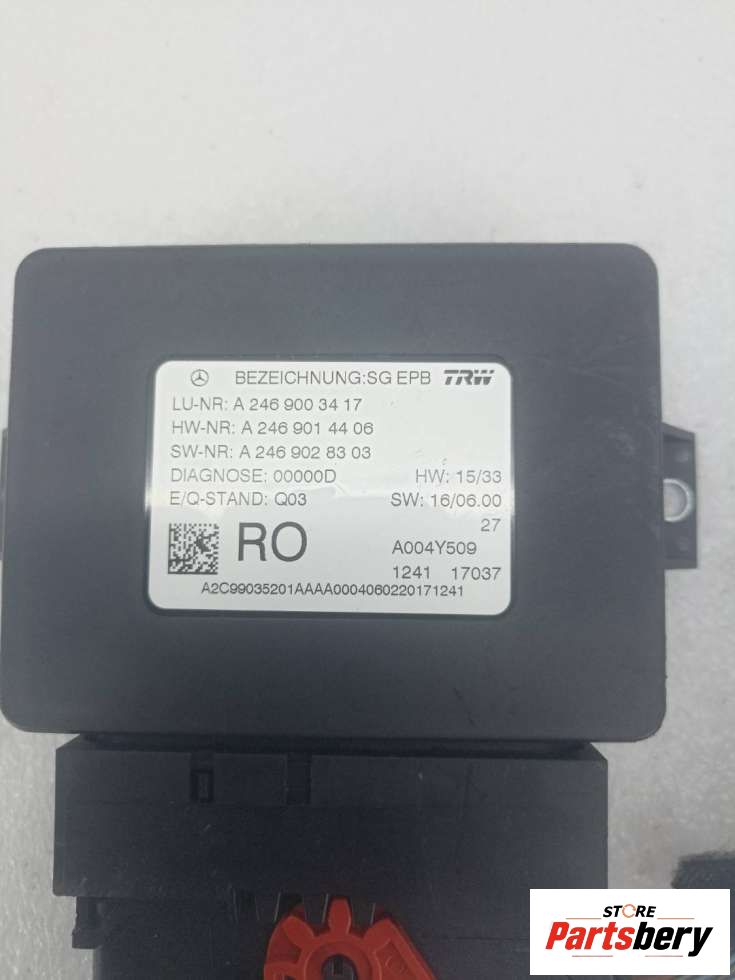 BEZEICHNUNG:SG EPB TRW
LU-NR: A 246 900 34 17
HW-NR: A 246 901 44 06
SW-NR: A 246 902 83 03
DIAGNOSE: 00000D HW: 15/33
E/Q-STAND: Q03 SW: 16/06.00
27
RO A004Y509
1241 17037
A2C99035201AAAA0004060220171241
STORE
Partsbery